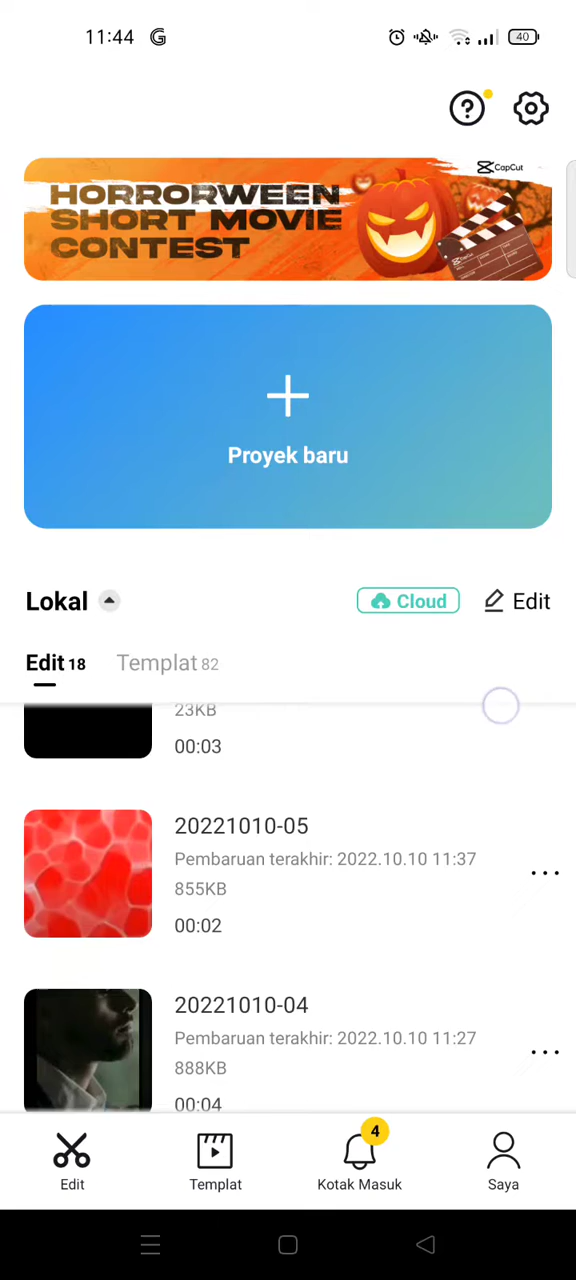 11:44
40
CapCut
HORRORWEEN
SHORT MOVIE
CONTEST
Proyek baru
Lokal
Cloud
Edit
Edit 18
Templat 82
23KB
00:03
20221010-05
Pembaruan terakhir: 2022.10.10 11:37
855KB
00:02
20221010-04
Pembaruan terakhir: 2022.10.10 11:27
888KB
00:04
4
Edit
Templat
Kotak Masuk
Saya